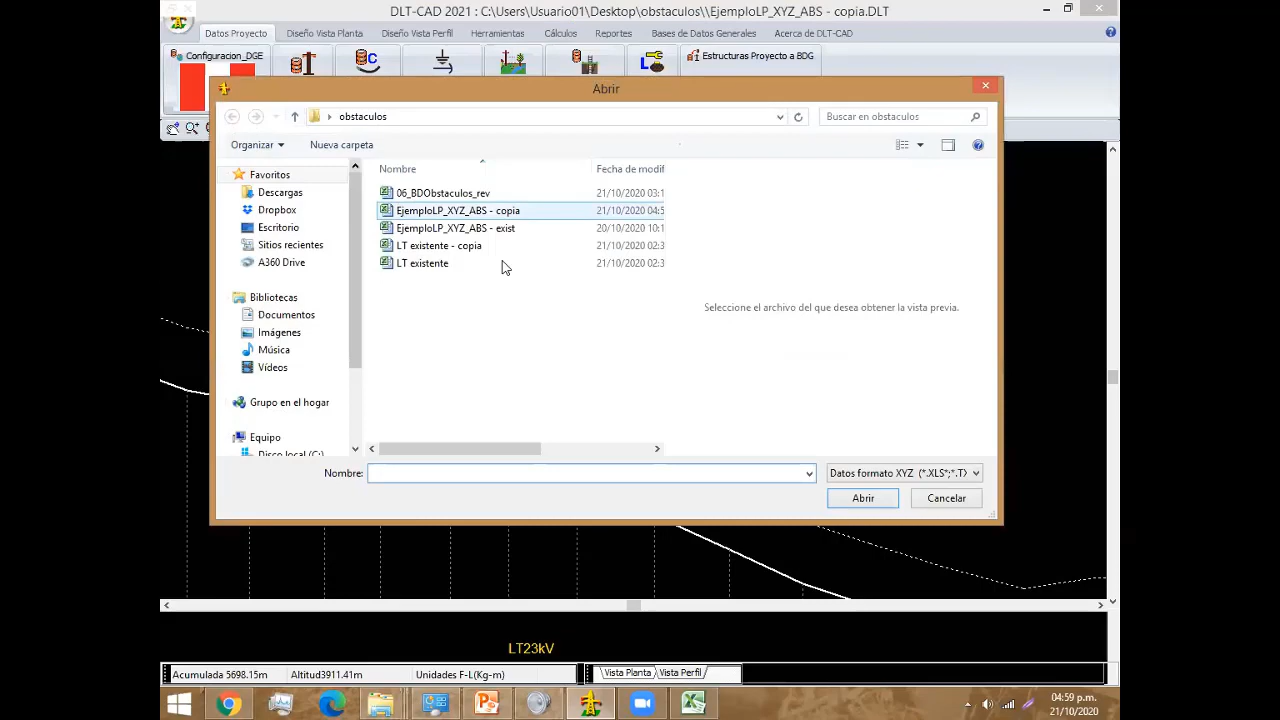 DLT-CAD 2021 : C:\Users\Usuario01\Desktop\obstaculos\\EjemploLP_XYZ_ABS - copia.DLT
Datos Proyecto Diseño Vista Planta Diseño Vista Perfil Herramientas Cálculos Reportes Bases de Datos Generales Acerca de DLT-CAD
Configuracion_DGE Estructuras Proyecto a BDG
Abrir
obstaculos Buscar en obstaculos
Organizar Nueva carpeta
Nombre Fecha de modif
Favoritos
Descargas
Dropbox
Escritorio
Sitios recientes
A360 Drive
Bibliotecas
Documentos
Imágenes
Música
Vídeos
Grupo en el hogar
Equipo
Disco local (C:)
06_BDObstaculos_rev 21/10/2020 03:1
EjemploLP_XYZ_ABS - copia 21/10/2020 04:5
EjemploLP_XYZ_ABS - exist 20/10/2020 10:1
LT existente - copia 21/10/2020 02:3
LT existente 21/10/2020 02:3
Seleccione el archivo del que desea obtener la vista previa.
Nombre: Datos formato XYZ (*.XLS*;*.T)
Abrir Cancelar
LT23kV
Acumulada 5698.15m Altitud3911.41m Unidades F-L(Kg-m) Vista Planta Vista Perfil
04:59 p.m.
21/10/2020